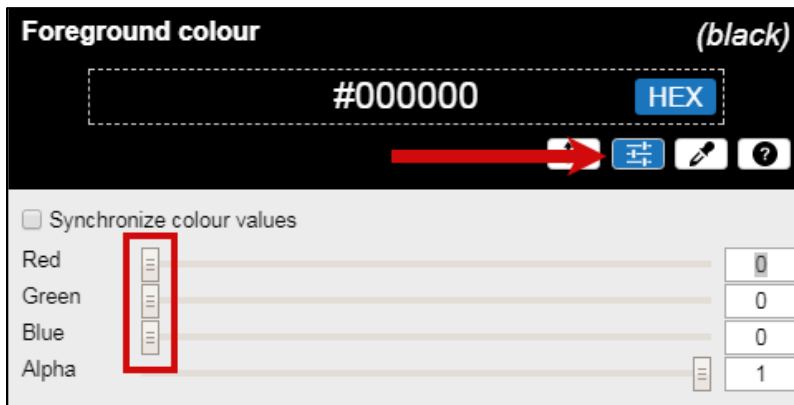 Foreground colour
(black)
#000000
HEX
Synchronize colour values
Red 0
Green 0
Blue 0
Alpha 1